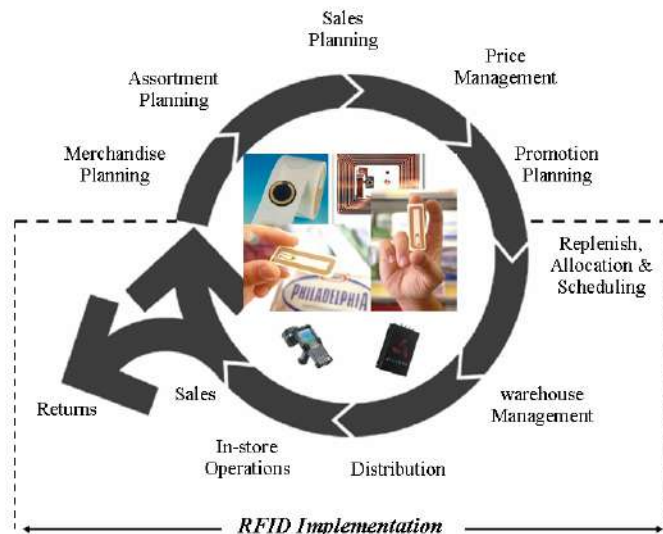 Sales
Planning
Price
Management
Assortment
Planning
Merchandise
Planning
Promotion
Planning
Replenish,
Allocation &
Scheduling
PHILADELPHIA
Returns
Sales
warehouse
Management
In-store
Operations
Distribution
RFID Implementation